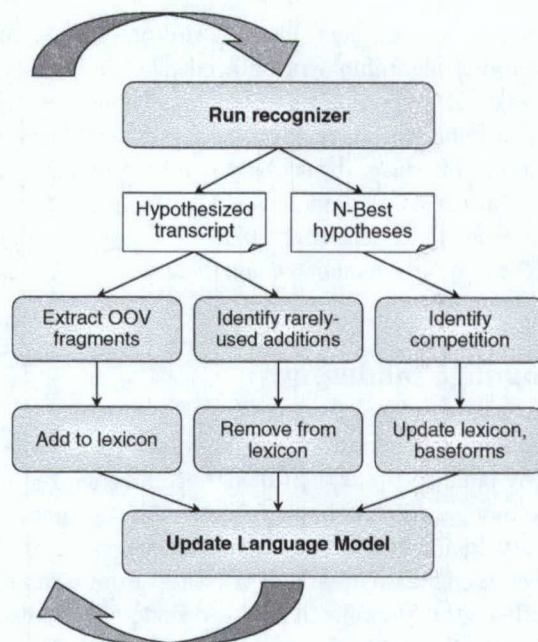 Run recognizer
Hypothesized
transcript
N-Best
hypotheses
Extract OOV
fragments
Identify rarely-
used additions
Identify
competition
Add to lexicon
Remove from
lexicon
Update lexicon,
baseforms
Update Language Model